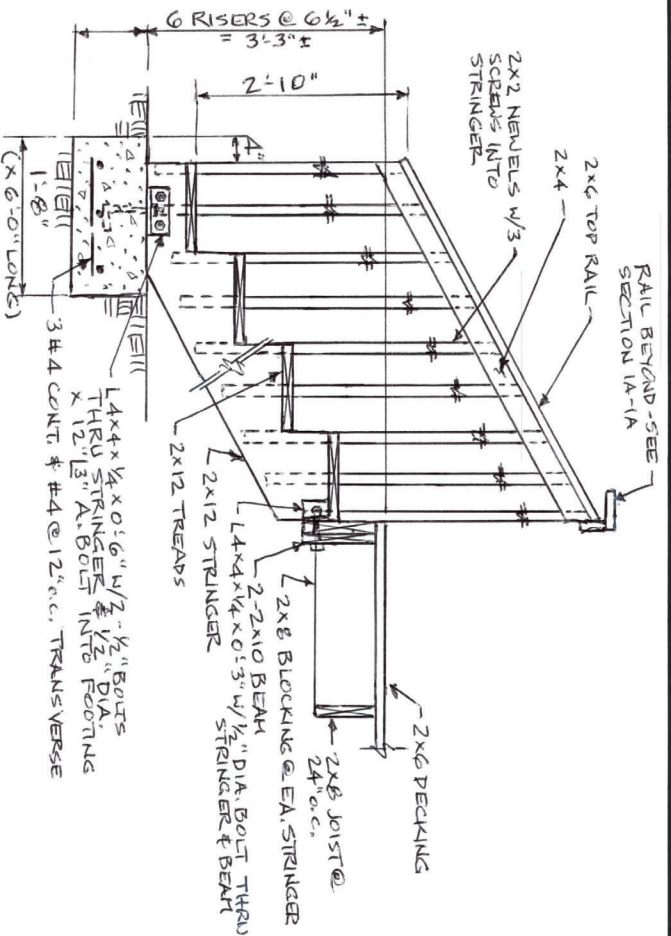 6 RISERS @ 6½" ±
= 3'-3" ±
2'-10"
4"
1'-8"
(X 6'-0" LONG)
2X2 NEWELS W/3
SCREWS INTO
STRINGER
2X4
2X6 TOP RAIL
RAIL BEYOND - SEE
SECTION 1A-1A
2X6 DECKING
2X8 JOIST @
24" o.c.
2X8 BLOCKING @ EA. STRINGER
2-2X10 BEAM
L4X4X¼X0'-3" W/½" DIA. BOLT THRU
STRINGER & BEAM
2X12 STRINGER
2X12 TREADS
L4X4X¼X0'-6" W/2-½" BOLTS
THRU STRINGER & ½" DIA.
X 12" L3" A. BOLT INTO FOOTING
3 #4 CONT. & #4 @ 12" o.c. TRANSVERSE